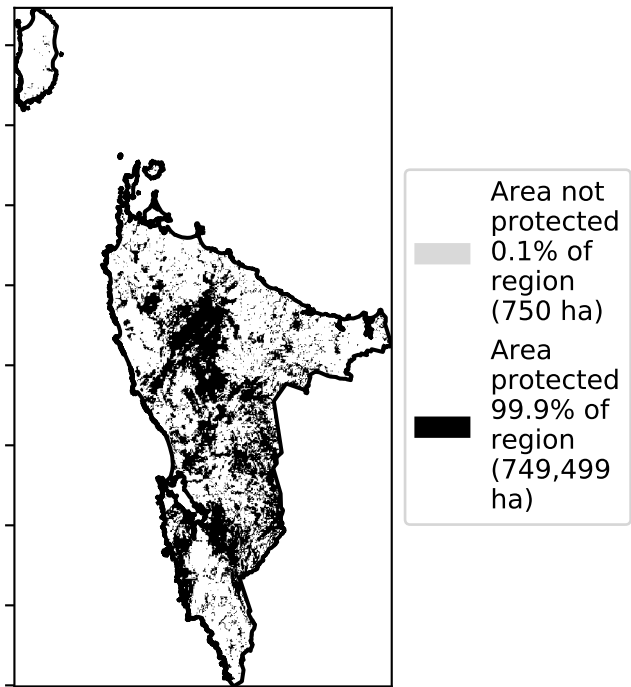 Area not
protected
0.1% of
region
(750 ha)
Area
protected
99.9% of
region
(749,499
ha)